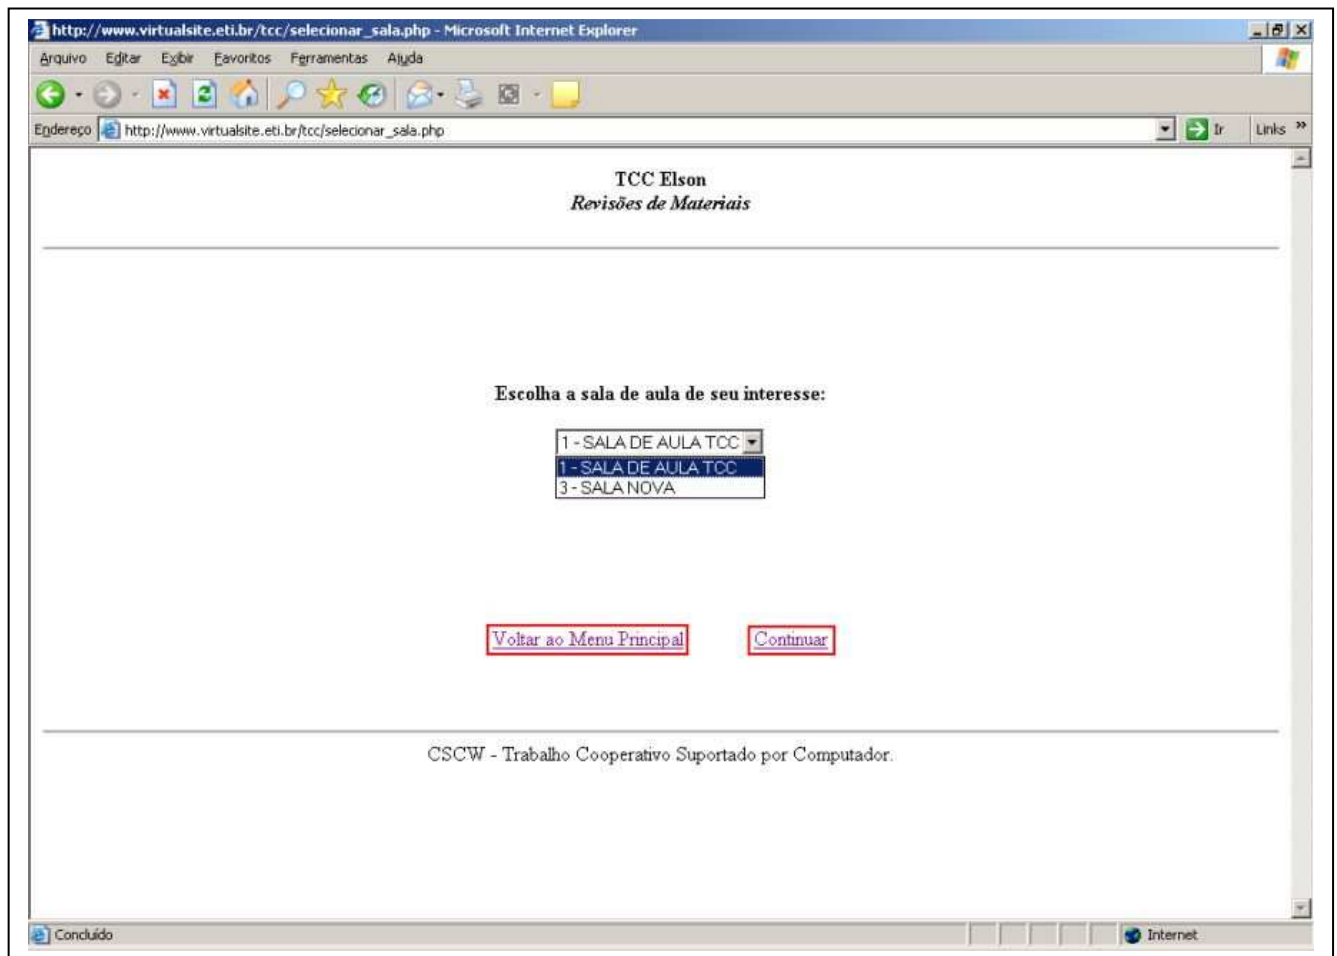 http://www.virtualsite.eti.br/tcc/selecionar_sala.php - Microsoft Internet Explorer
Arquivo Editar Exibir Favoritos Ferramentas Ajuda
Endereço http://www.virtualsite.eti.br/tcc/selecionar_sala.php Ir Links »
TCC Elson
Revisões de Materiais
Escolha a sala de aula de seu interesse:
1 - SALA DE AULA TCC
1 - SALA DE AULA TCC
3 - SALA NOVA
Voltar ao Menu Principal Continuar
CSCW - Trabalho Cooperativo Suportado por Computador.
Concluído Internet